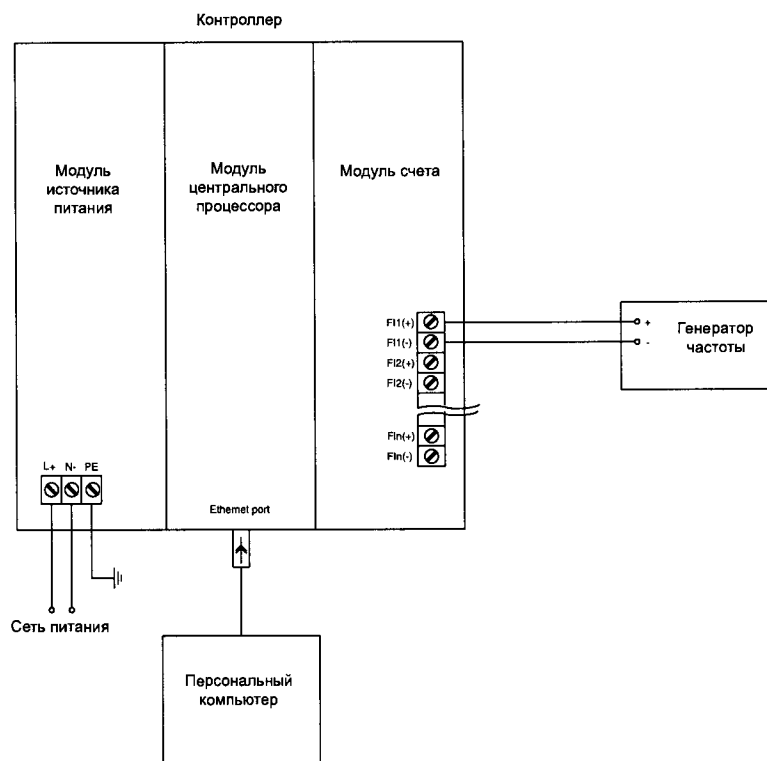 Контроллер
Модуль
источника
питания
Модуль
центрального
процессора
Модуль счета
FI1(+)
FI1(-)
FI2(+)
FI2(-)
FIn(+)
FIn(-)
+
-
Генератор
частоты
L+ N- PE
Ethernet port
Сеть питания
Персональный
компьютер